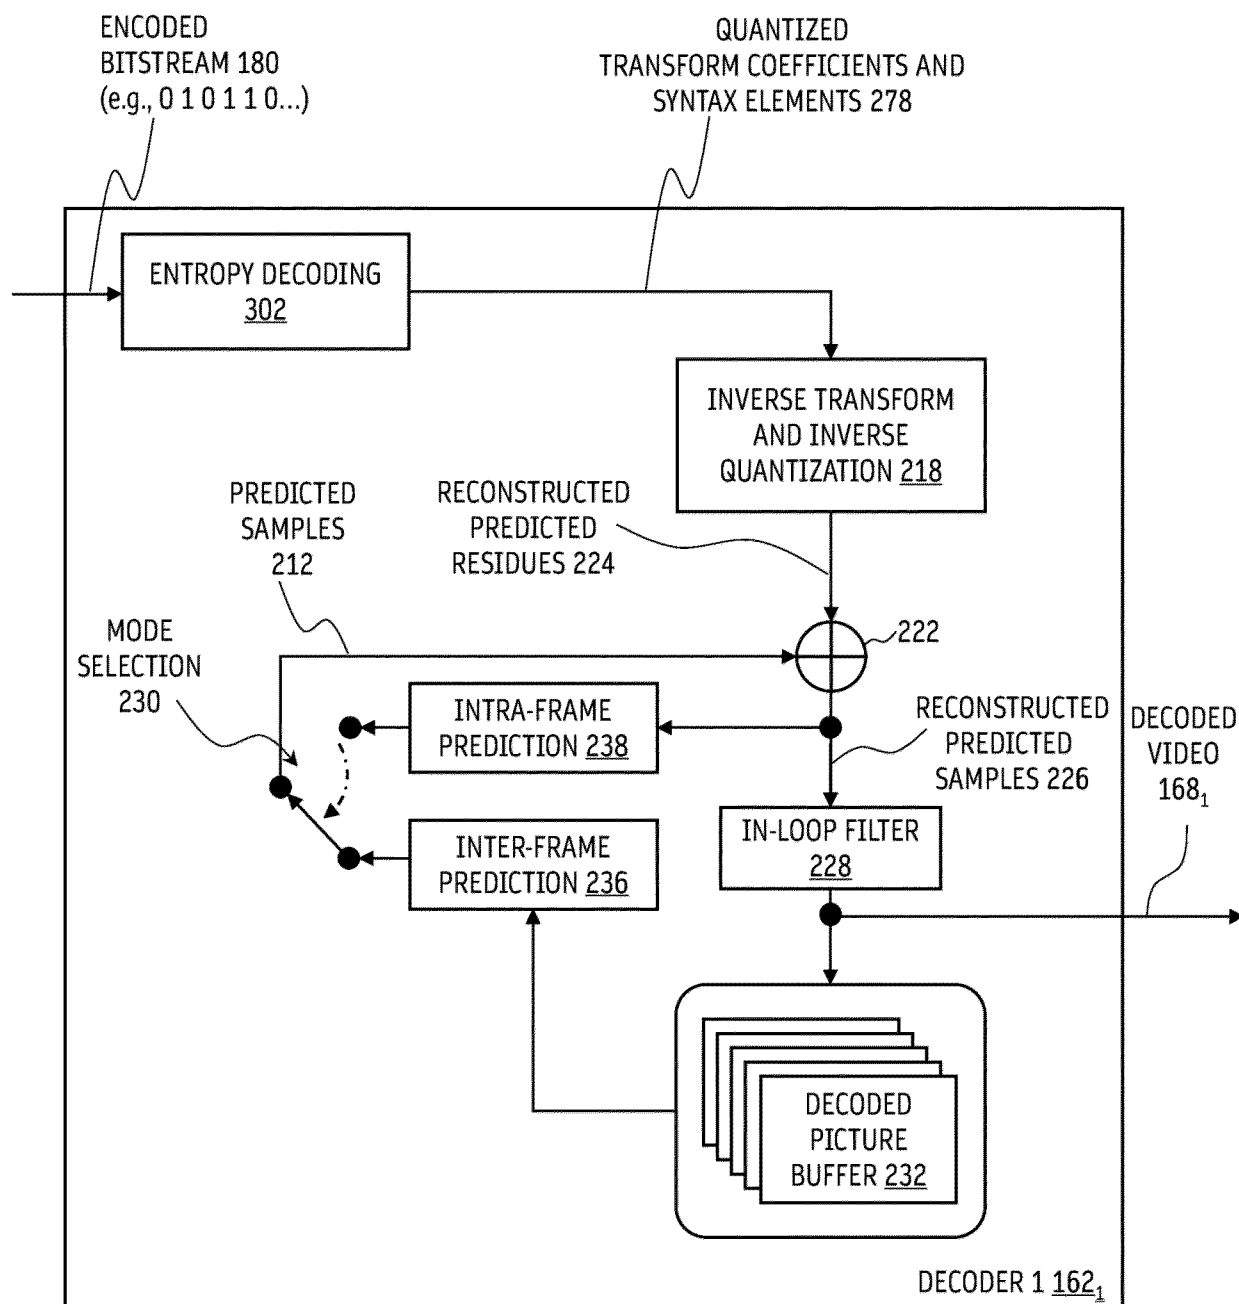 ENCODED
BITSTREAM 180
(e.g., 0 1 0 1 1 0...)
QUANTIZED
TRANSFORM COEFFICIENTS AND
SYNTAX ELEMENTS 278
ENTROPY DECODING
302
INVERSE TRANSFORM
AND INVERSE
QUANTIZATION 218
PREDICTED
SAMPLES
212
RECONSTRUCTED
PREDICTED
RESIDUES 224
MODE
SELECTION
230
222
INTRA-FRAME
PREDICTION 238
RECONSTRUCTED
PREDICTED
SAMPLES 226
DECODED
VIDEO
168₁
IN-LOOP FILTER
228
INTER-FRAME
PREDICTION 236
DECODED
PICTURE
BUFFER 232
DECODER 1 162₁